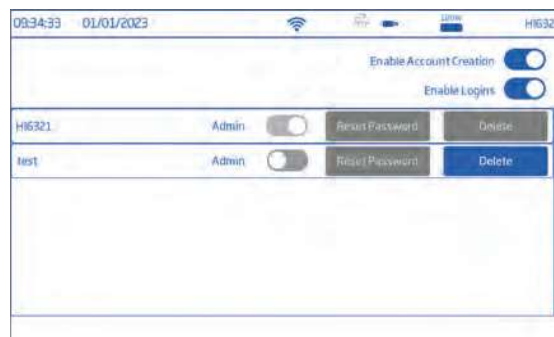 09:34:33 01/01/2023 100% HI632
Enable Account Creation
Enable Logins
HI6321 Admin Reset Password Delete
test Admin Reset Password Delete